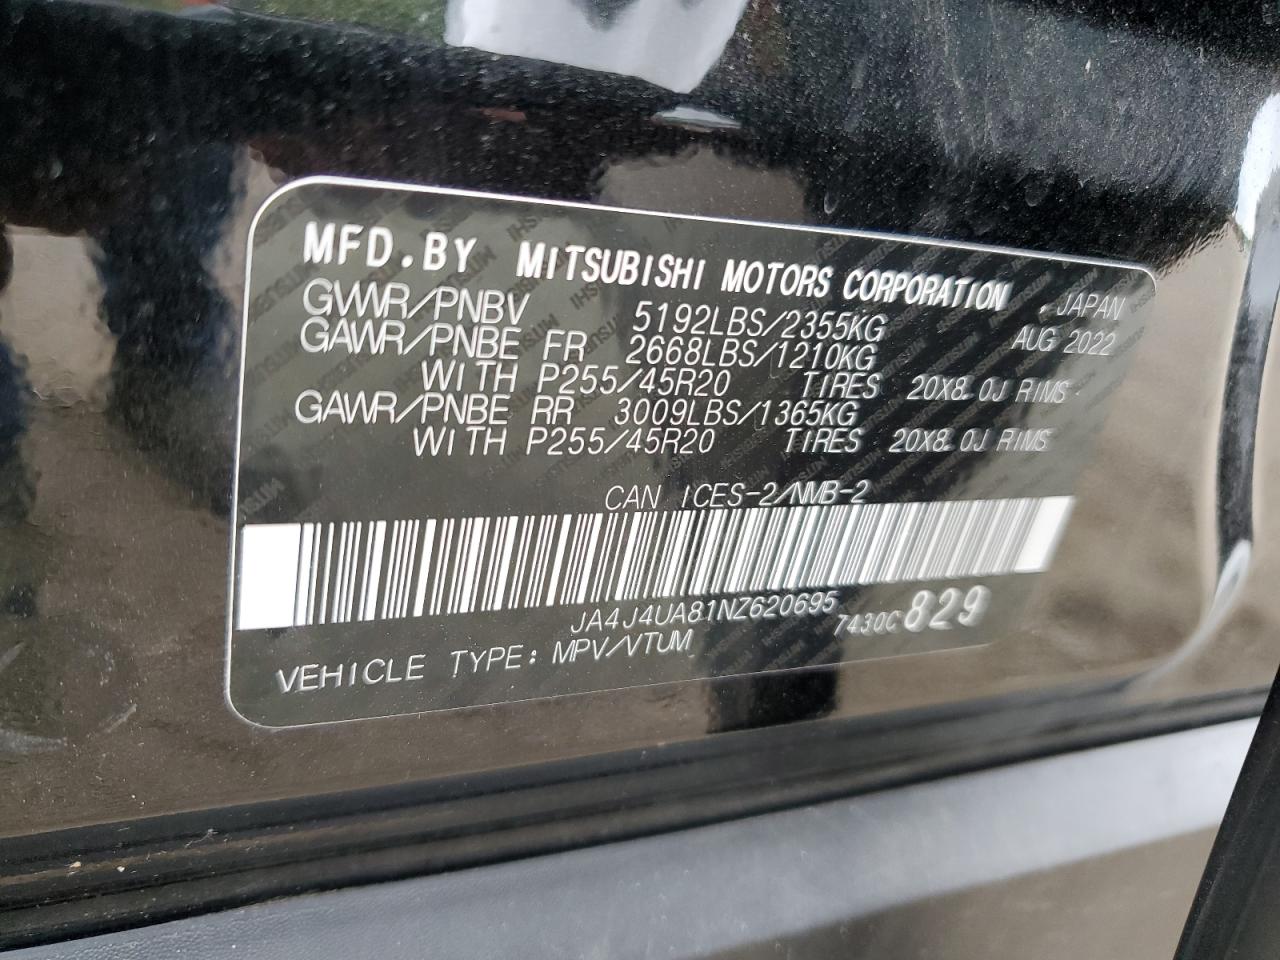 MFD.BY MITSUBISHI MOTORS CORPORATION , JAPAN
GVWR/PNBV 5192LBS/2355KG AUG 2022
GAWR/PNBE FR 2668LBS/1210KG
WITH P255/45R20 TIRES 20X8.0J RIMS
GAWR/PNBE RR 3009LBS/1365KG
WITH P255/45R20 TIRES 20X8.0J RIMS
CAN ICES-2/NMB-2
JA4J4UA81NZ620695
7430C 829
VEHICLE TYPE: MPV/VTUM